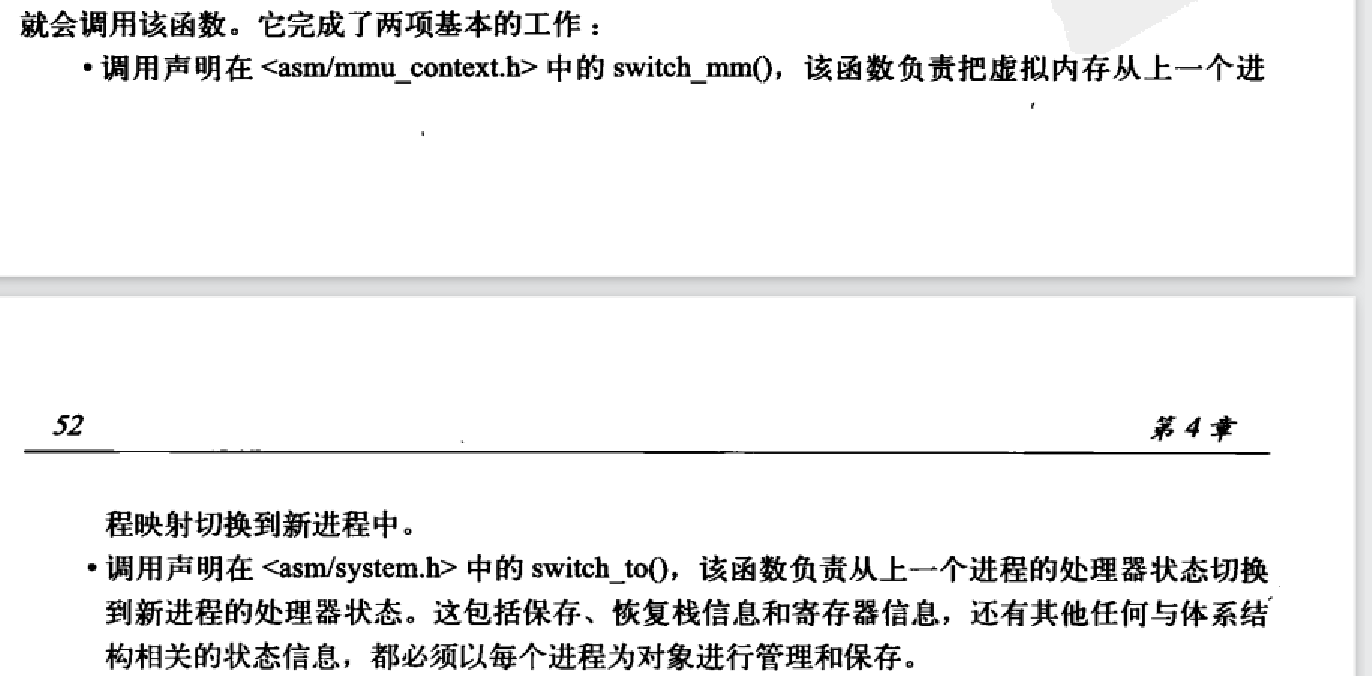 就会调用该函数。它完成了两项基本的工作：
• 调用声明在 <asm/mmu_context.h> 中的 switch_mm()，该函数负责把虚拟内存从上一个进
52
第 4 章
程映射切换到新进程中。
• 调用声明在 <asm/system.h> 中的 switch_to()，该函数负责从上一个进程的处理器状态切换
到新进程的处理器状态。这包括保存、恢复栈信息和寄存器信息，还有其他任何与体系结
构相关的状态信息，都必须以每个进程为对象进行管理和保存。